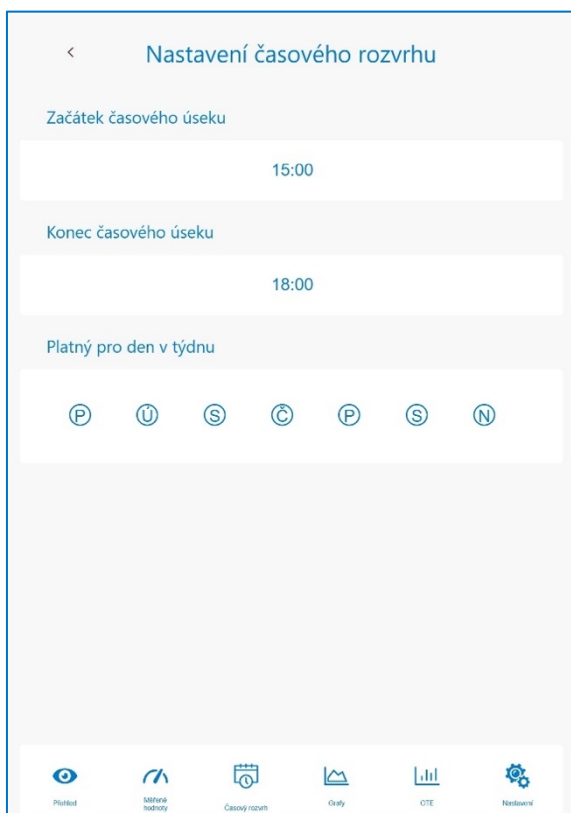 Nastavení časového rozvrhu
Začátek časového úseku
15:00
Konec časového úseku
18:00
Platný pro den v týdnu
P Ú S Č P S N
Přehled
Měřené
hodnoty
Časový rozvrh
Grafy
OTE
Nastavení